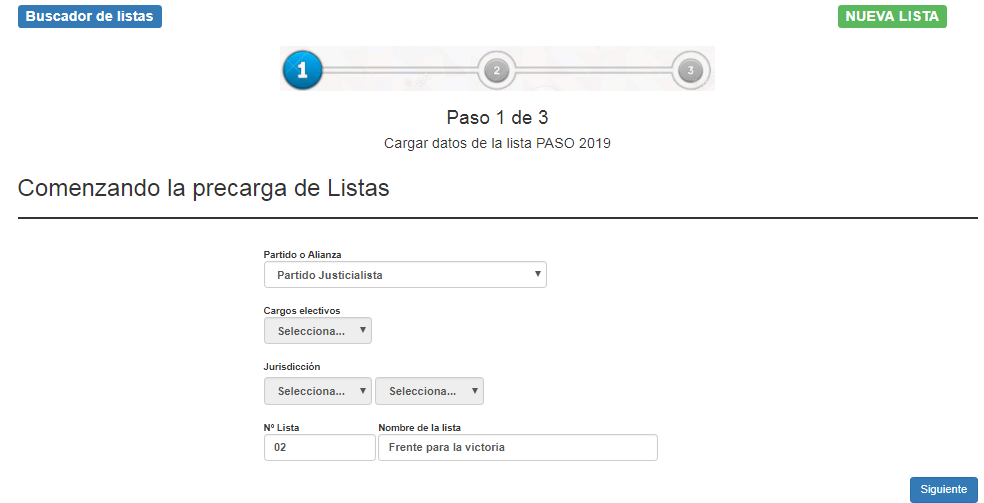 Buscador de listas
NUEVA LISTA
1 2 3
Paso 1 de 3
Cargar datos de la lista PASO 2019
Comenzando la precarga de Listas
Partido o Alianza
Partido Justicialista
Cargos electivos
Selecciona...
Jurisdicción
Selecciona... Selecciona...
Nº Lista Nombre de la lista
02 Frente para la victoria
Siguiente